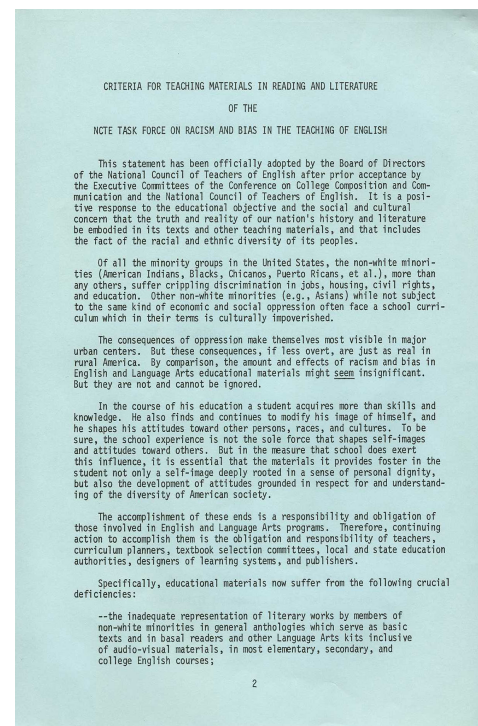 CRITERIA FOR TEACHING MATERIALS IN READING AND LITERATURE
OF THE
NCTE TASK FORCE ON RACISM AND BIAS IN THE TEACHING OF ENGLISH
This statement has been officially adopted by the Board of Directors
of the National Council of Teachers of English after prior acceptance by
the Executive Committees of the Conference on College Composition and Com-
munication and the National Council of Teachers of English. It is a posi-
tive response to the educational objective and the social and cultural
concern that the truth and reality of our nation's history and literature
be embodied in its texts and other teaching materials, and that includes
the fact of the racial and ethnic diversity of its peoples.
Of all the minority groups in the United States, the non-white minori-
ties (American Indians, Blacks, Chicanos, Puerto Ricans, et al.), more than
any others, suffer crippling discrimination in jobs, housing, civil rights,
and education. Other non-white minorities (e.g., Asians) while not subject
to the same kind of economic and social oppression often face a school curri-
culum which in their terms is culturally impoverished.
The consequences of oppression make themselves most visible in major
urban centers. But these consequences, if less overt, are just as real in
rural America. By comparison, the amount and effects of racism and bias in
English and Language Arts educational materials might seem insignificant.
But they are not and cannot be ignored.
In the course of his education a student acquires more than skills and
knowledge. He also finds and continues to modify his image of himself, and
he shapes his attitudes toward other persons, races, and cultures. To be
sure, the school experience is not the sole force that shapes self-images
and attitudes toward others. But in the measure that school does exert
this influence, it is essential that the materials it provides foster in the
student not only a self-image deeply rooted in a sense of personal dignity,
but also the development of attitudes grounded in respect for and understand-
ing of the diversity of American society.
The accomplishment of these ends is a responsibility and obligation of
those involved in English and Language Arts programs. Therefore, continuing
action to accomplish them is the obligation and responsibility of teachers,
curriculum planners, textbook selection committees, local and state education
authorities, designers of learning systems, and publishers.
Specifically, educational materials now suffer from the following crucial
deficiencies:
--the inadequate representation of literary works by members of
non-white minorities in general anthologies which serve as basic
texts and in basal readers and other Language Arts kits inclusive
of audio-visual materials, in most elementary, secondary, and
college English courses;
2